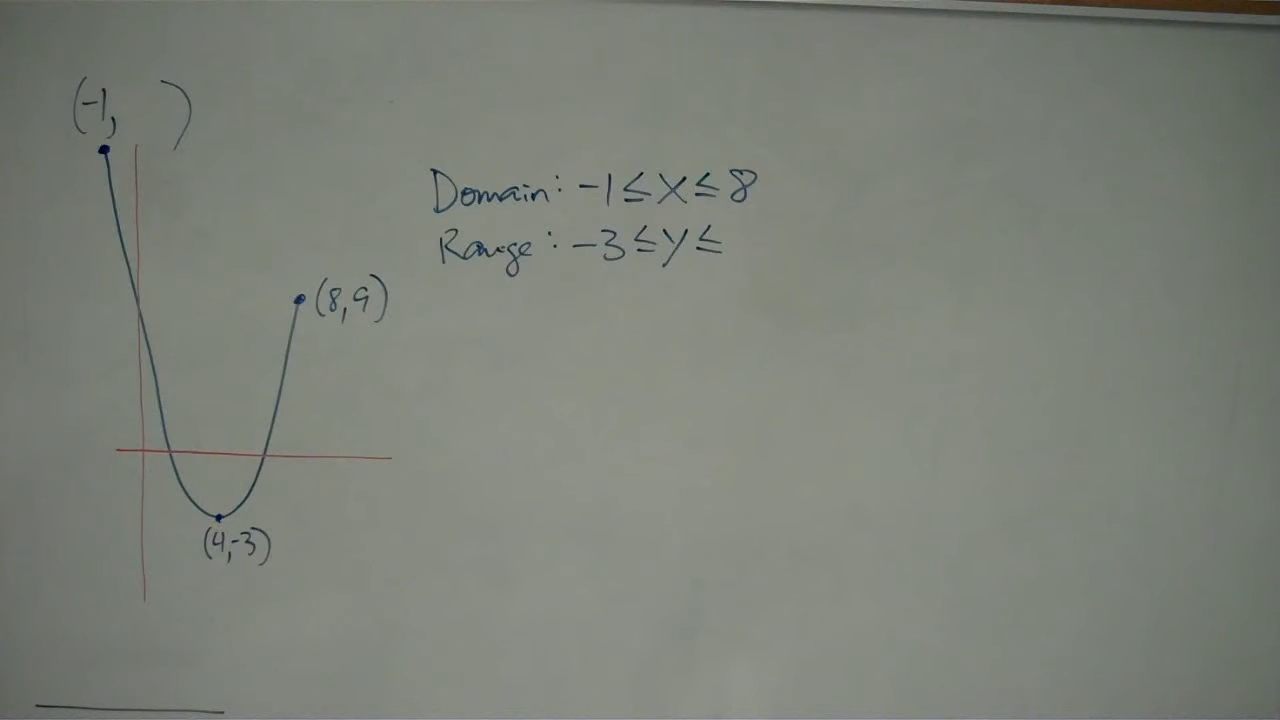 (-1, )
Domain: -1≤x≤8
Range: -3≤y≤
(8,9)
(4,-3)